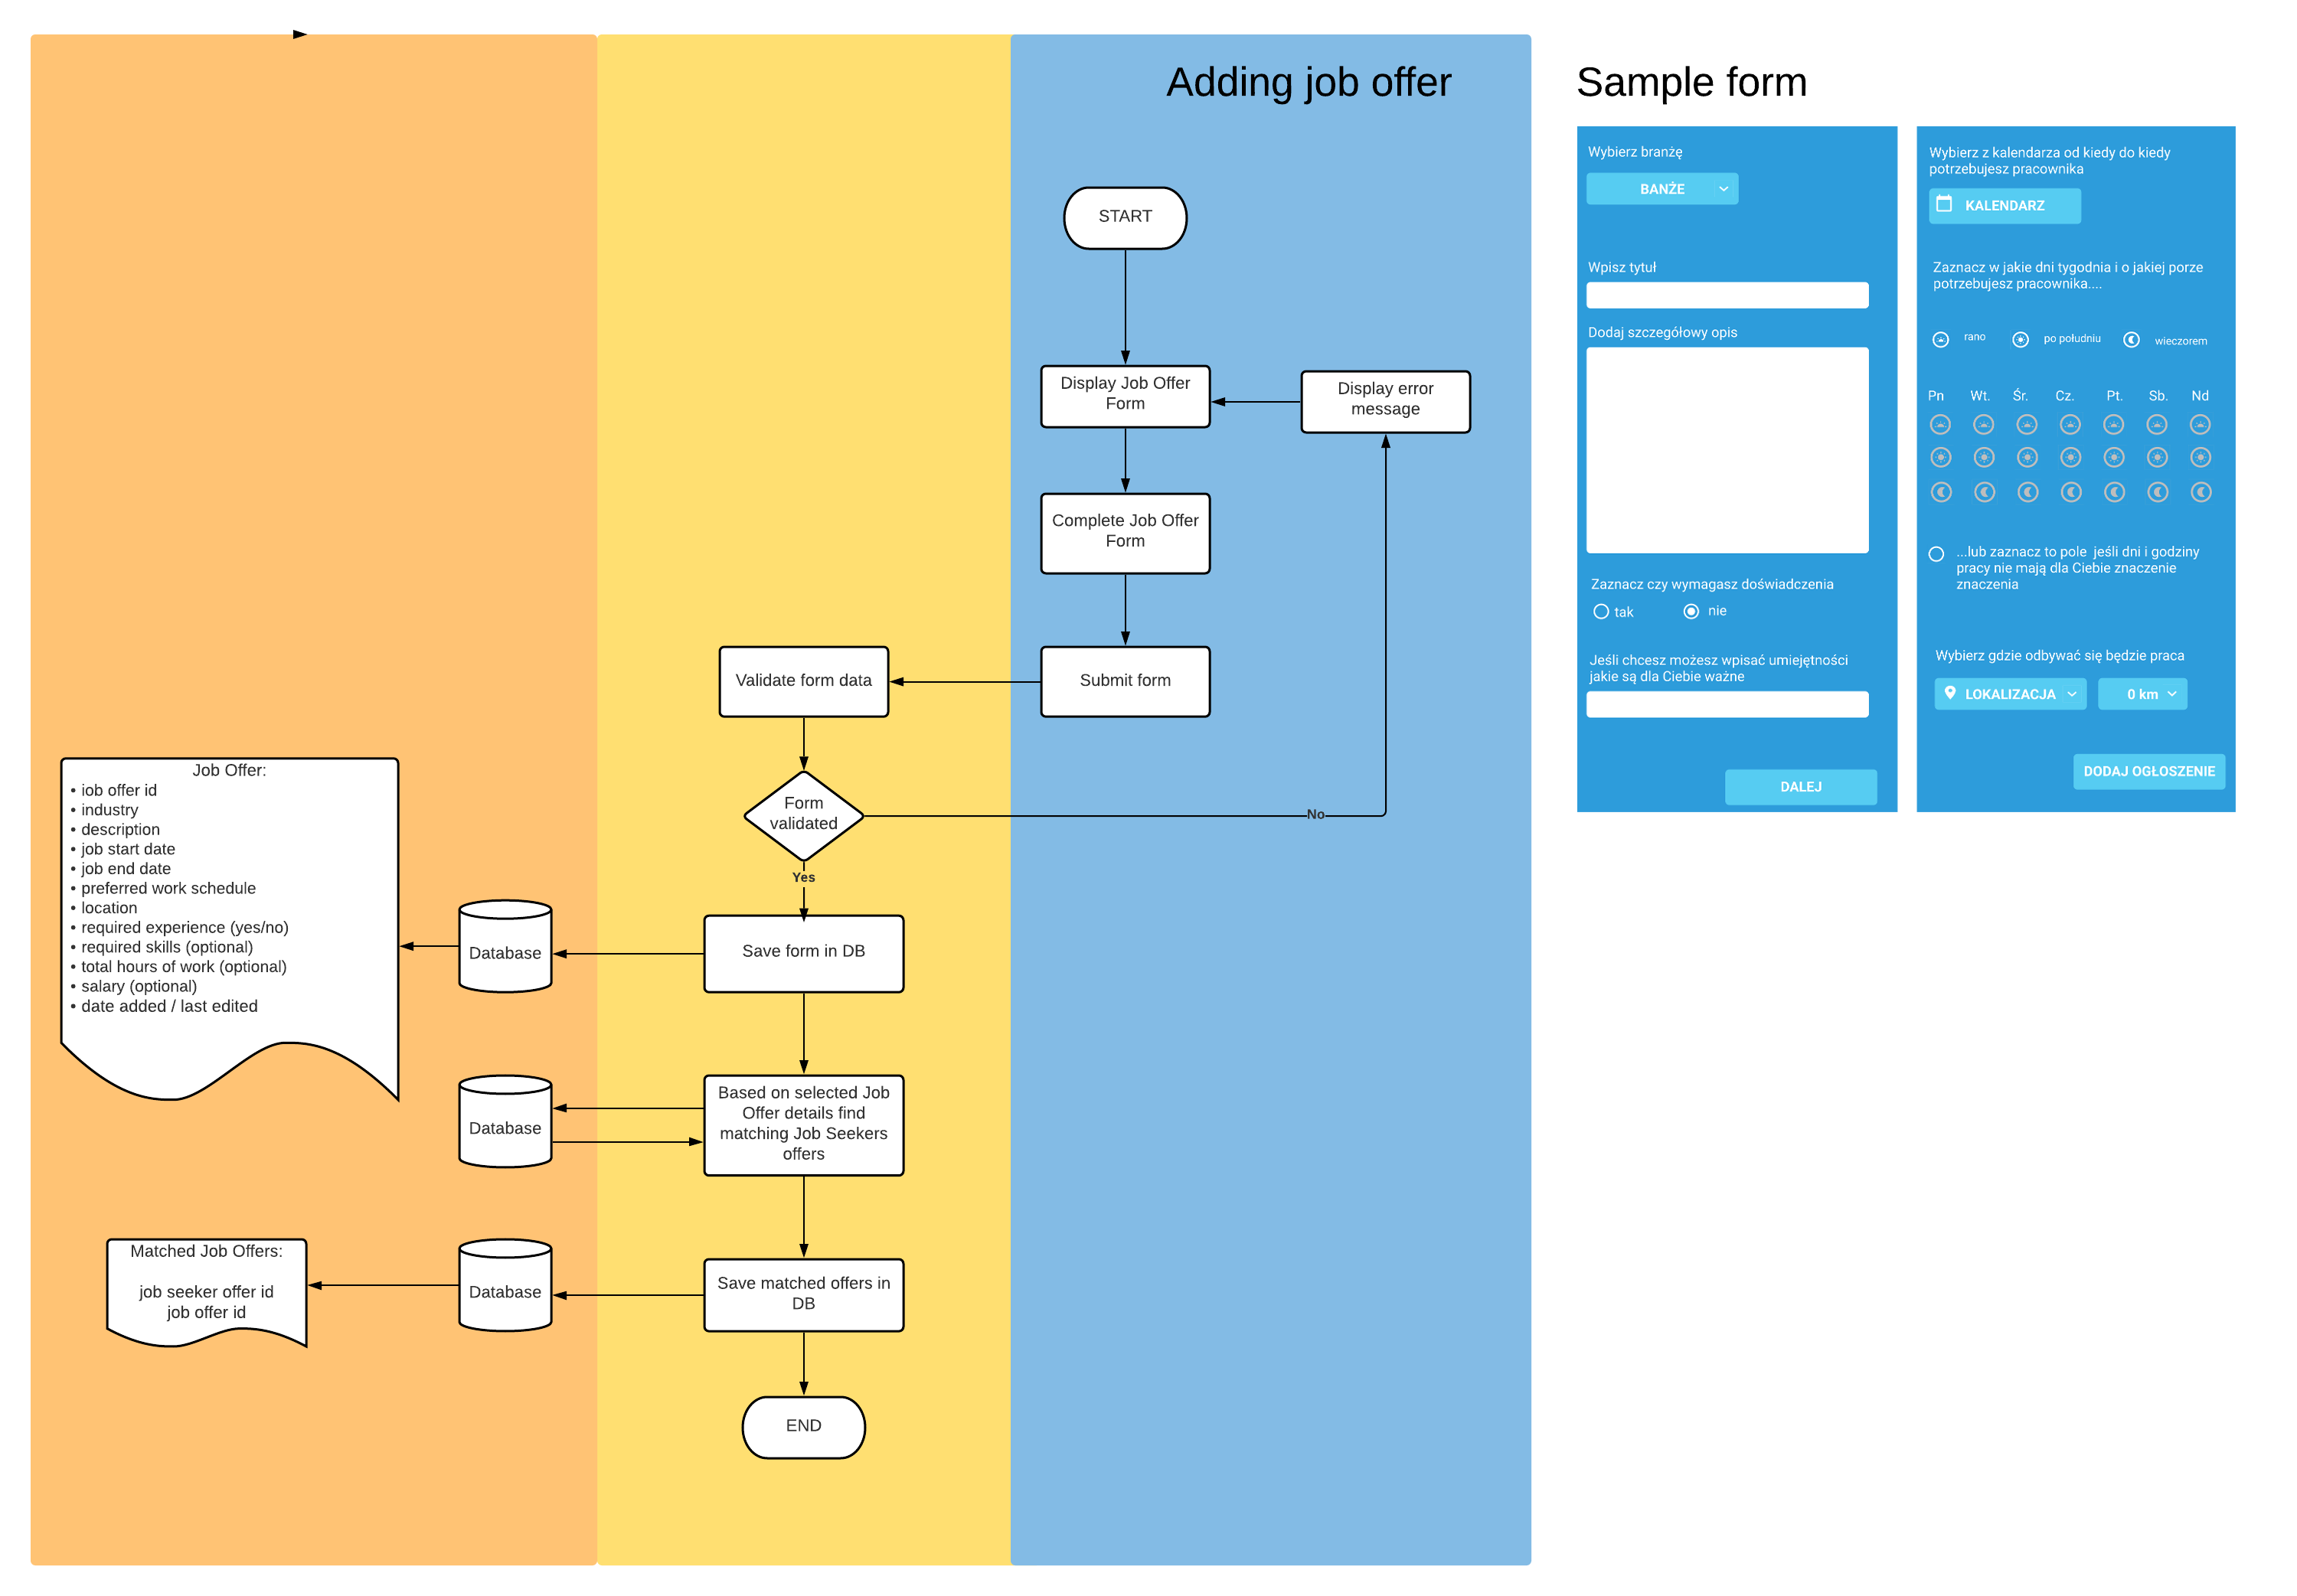 Adding job offer
START
Display Job Offer
Form
Display error
message
Complete Job Offer
Form
Submit form
Validate form data
Form
validated
No
Yes
Save form in DB
Database
Job Offer:
• iob offer id
• industry
• description
• job start date
• job end date
• preferred work schedule
• location
• required experience (yes/no)
• required skills (optional)
• total hours of work (optional)
• salary (optional)
• date added / last edited
Based on selected Job
Offer details find
matching Job Seekers
offers
Database
Save matched offers in
DB
Database
Matched Job Offers:
job seeker offer id
job offer id
END
Sample form
Wybierz branżę
BANŻE
Wpisz tytuł
Dodaj szczegółowy opis
Zaznacz czy wymagasz doświadczenia
tak nie
Jeśli chcesz możesz wpisać umiejętności
jakie są dla Ciebie ważne
DALEJ
Wybierz z kalendarza od kiedy do kiedy
potrzebujesz pracownika
KALENDARZ
Zaznacz w jakie dni tygodnia i o jakiej porze
potrzebujesz pracownika....
rano po południu wieczorem
Pn Wt. Śr. Cz. Pt. Sb. Nd
...lub zaznacz to pole jeśli dni i godziny
pracy nie mają dla Ciebie znaczenie
znaczenia
Wybierz gdzie odbywać się będzie praca
LOKALIZACJA 0 km
DODAJ OGŁOSZENIE